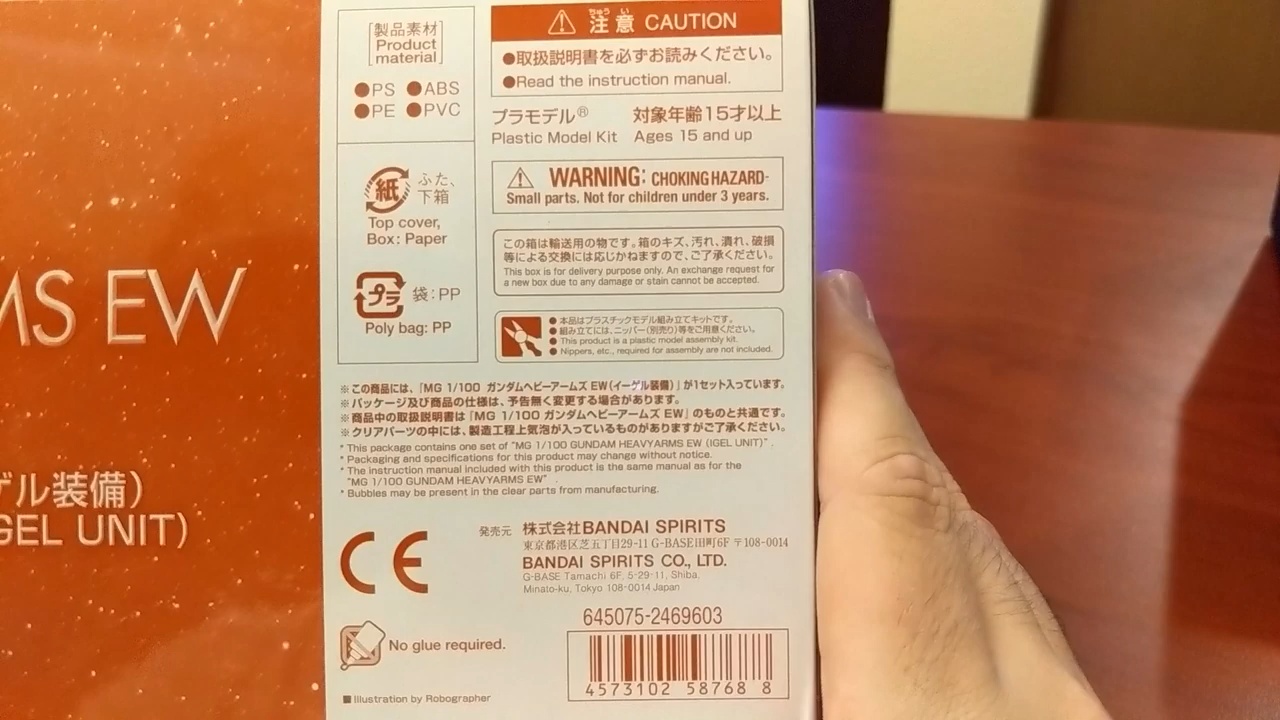 MS EW
ゲル装備)
GEL UNIT)
[製品素材
Product
material]
●PS ●ABS
●PE ●PVC
紙 ふた、
下箱
Top cover,
Box: Paper
プラ 袋:PP
Poly bag: PP
ちゅう い
⚠ 注意 CAUTION
●取扱説明書を必ずお読みください。
●Read the instruction manual.
プラモデル® 対象年齢15才以上
Plastic Model Kit Ages 15 and up
⚠ WARNING: CHOKING HAZARD-
Small parts. Not for children under 3 years.
この箱は輸送用の物です。箱のキズ、汚れ、潰れ、破損
等による交換には応じかねますので、ご了承ください。
This box is for delivery purpose only. An exchange request for
a new box due to any damage or stain cannot be accepted.
● 本品はプラスチックモデル組み立てキットです。
● 組み立てには、ニッパー(別売り)等をご用意ください。
● This product is a plastic model assembly kit.
● Nippers, etc., required for assembly are not included.
※この商品には、『MG 1/100 ガンダムヘビーアームズ EW(イーゲル装備)』が1セット入っています。
※パッケージ及び商品の仕様は、予告無く変更する場合があります。
※商品中の取扱説明書は『MG 1/100 ガンダムヘビーアームズ EW』のものと共通です。
※クリアパーツの中には、製造工程上気泡が入っているものがありますがご了承ください。
* This package contains one set of "MG 1/100 GUNDAM HEAVYARMS EW (IGEL UNIT)" .
* Packaging and specifications for this product may change without notice.
* The instruction manual included with this product is the same manual as for the
"MG 1/100 GUNDAM HEAVYARMS EW" .
* Bubbles may be present in the clear parts from manufacturing.
CE
発売元 株式会社BANDAI SPIRITS
東京都港区芝五丁目29-11 G-BASE田町6F 〒108-0014
BANDAI SPIRITS CO., LTD.
G-BASE Tamachi 6F, 5-29-11, Shiba,
Minato-ku, Tokyo 108-0014 Japan
No glue required.
645075-2469603
4573102 58768 8
■ Illustration by Robographer